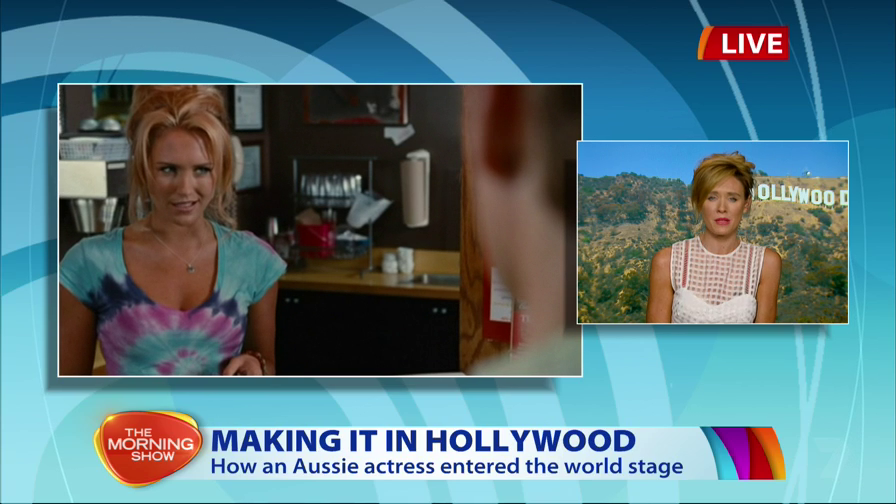 LIVE
OLLYWOOD
THE
MORNING
SHOW
MAKING IT IN HOLLYWOOD
How an Aussie actress entered the world stage